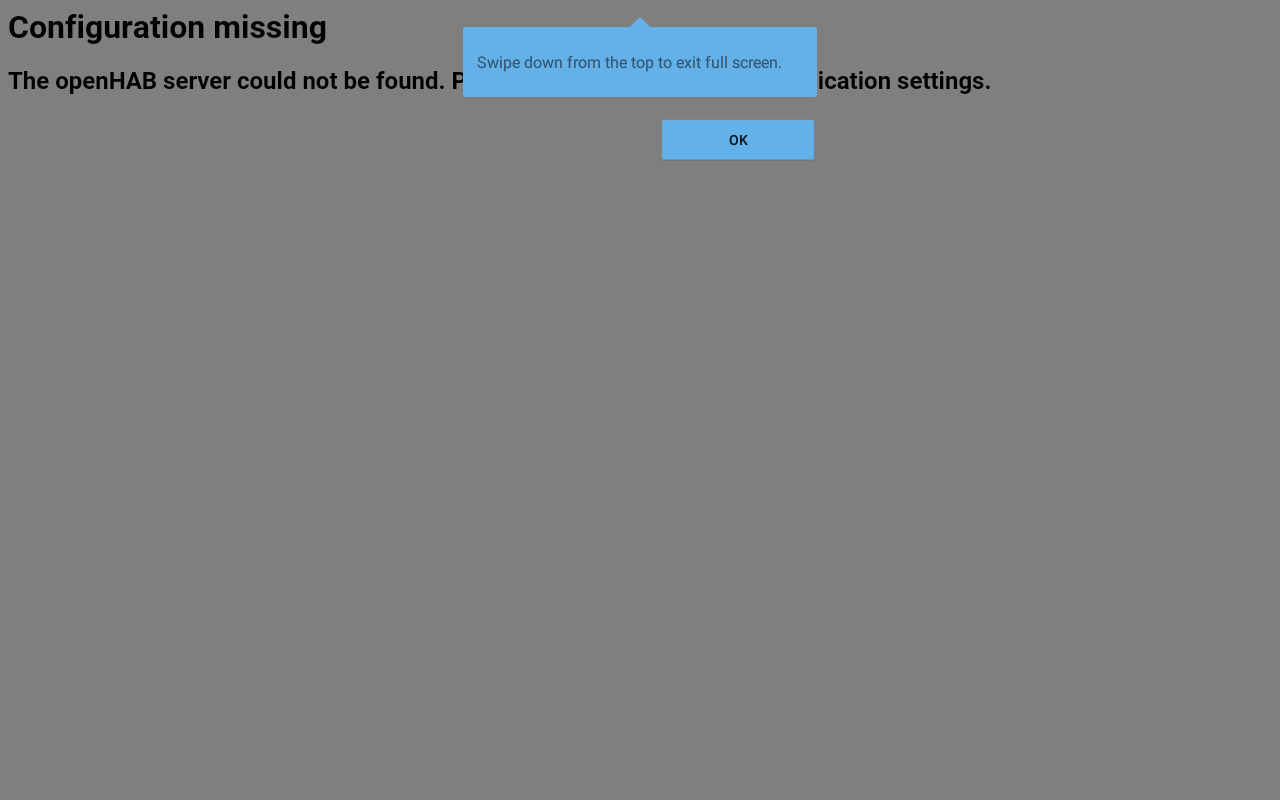 Configuration missing
Swipe down from the top to exit full screen.
The openHAB server could not be found. P ication settings.
OK